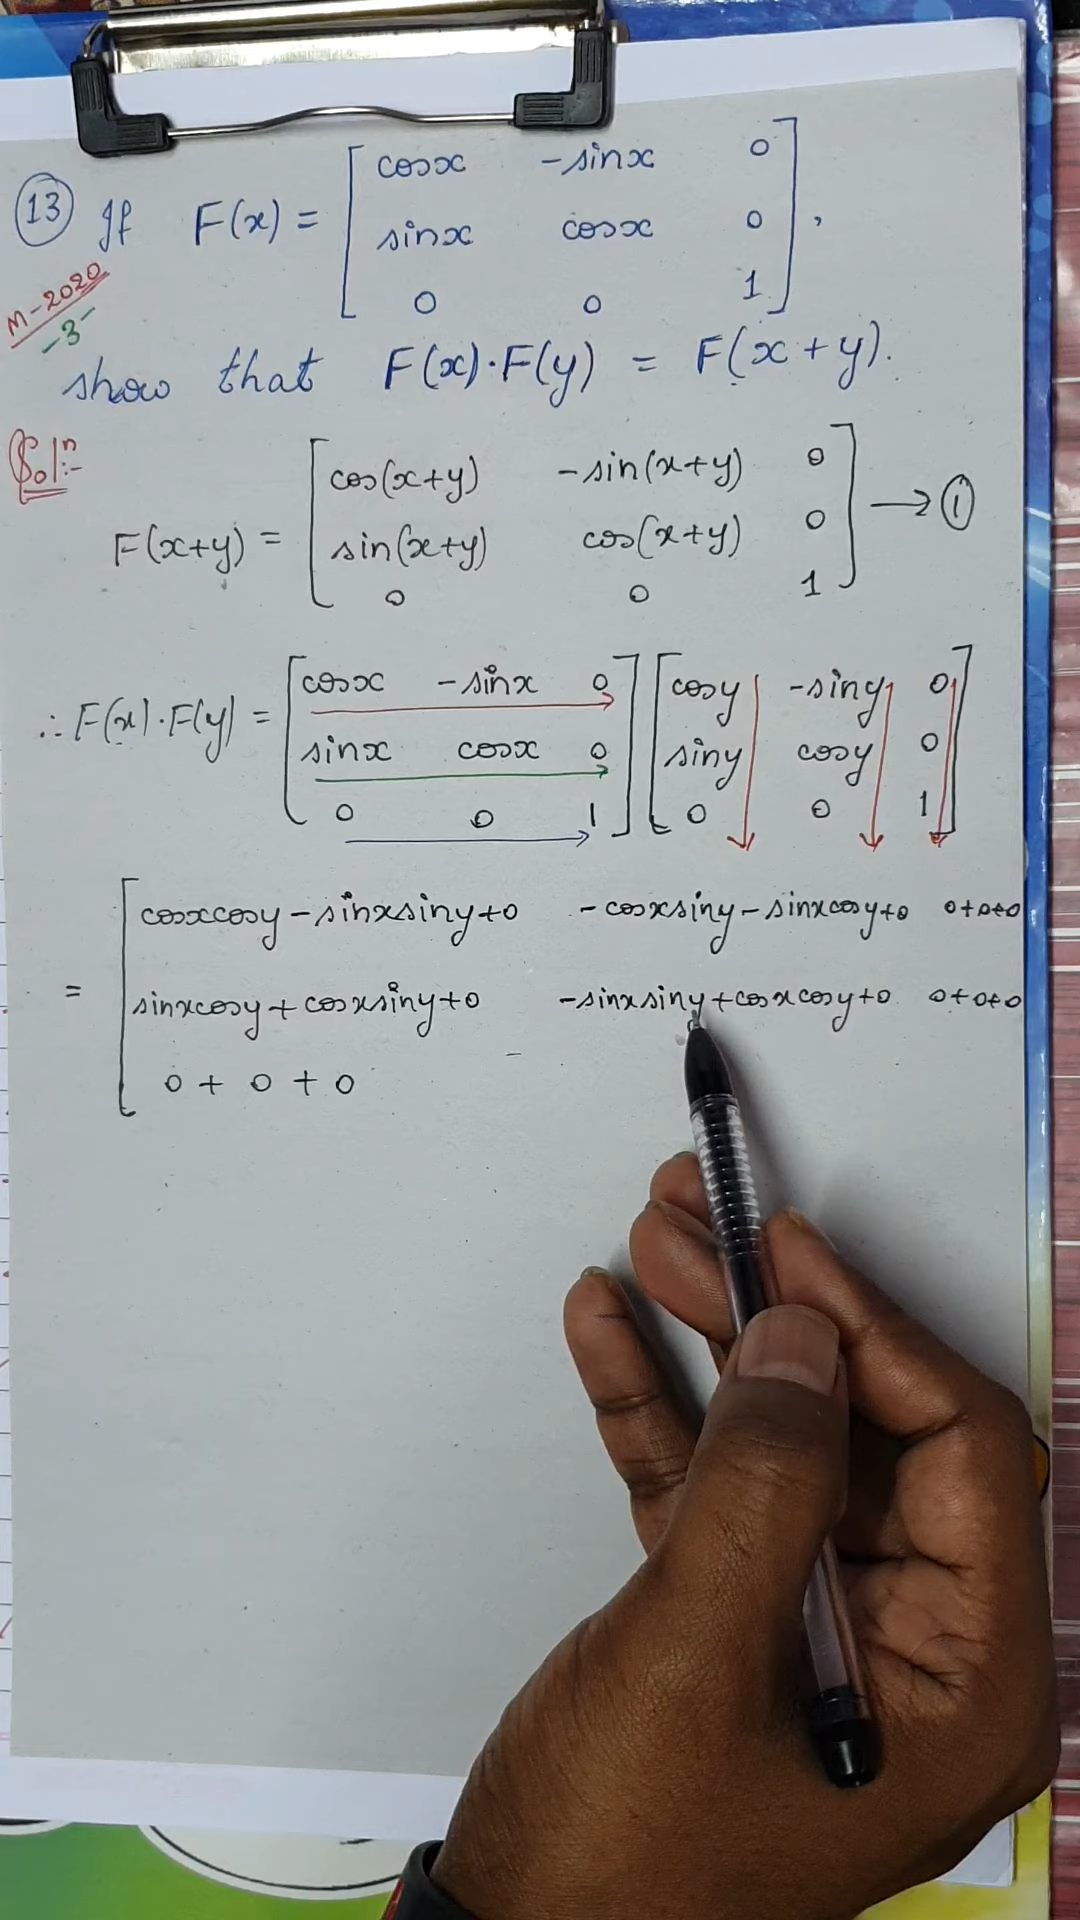 (13) If F(x) = [ cosx -sinx 0
sinx cosx 0
0 0 1 ],
M-2020
-3-
show that F(x)·F(y) = F(x+y).
Solⁿ:-
F(x+y) = [ cos(x+y) -sin(x+y) 0
sin(x+y) cos(x+y) 0
0 0 1 ] → (1)
∴ F(x)·F(y) = [ cosx -sinx 0 ] [ cosy -siny 0 ]
[ sinx cosx 0 ] [ siny cosy 0 ]
[ 0 0 1 ] [ 0 0 1 ]
= [ cosxcosy-sinxsiny+0 -cosxsiny-sinxcosy+0 0+0+0
sinxcosy+cosxsiny+0 -sinxsiny+cosxcosy+0 0+0+0
0+0+0